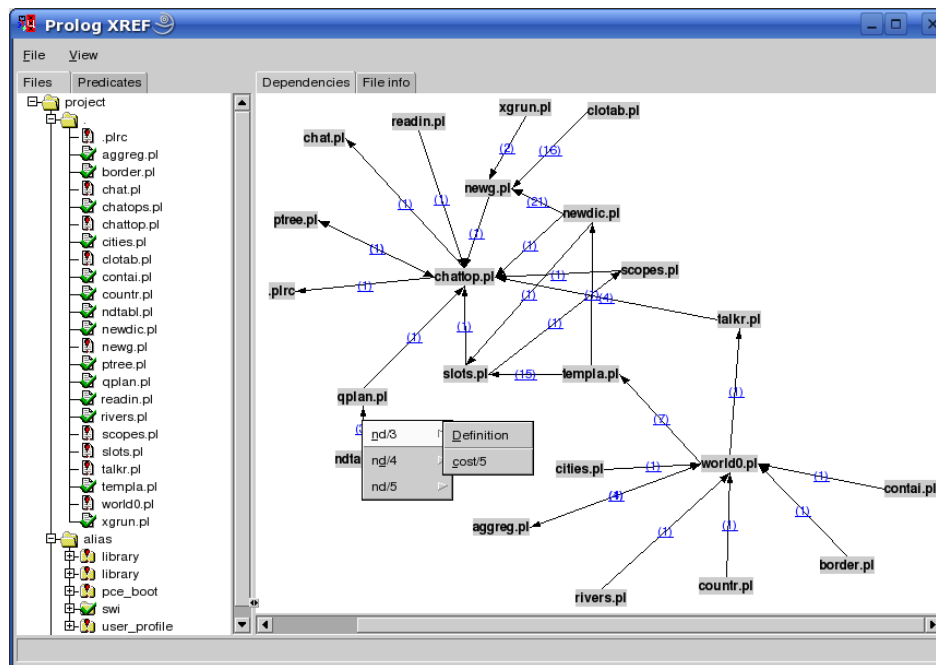 Prolog XREF
File View
Files Predicates
Dependencies File info
project
.
.plrc
aggreg.pl
border.pl
chat.pl
chatops.pl
chattop.pl
cities.pl
clotab.pl
contai.pl
countr.pl
ndtabl.pl
newdic.pl
newg.pl
ptree.pl
qplan.pl
readin.pl
rivers.pl
scopes.pl
slots.pl
talkr.pl
templa.pl
world0.pl
xgrun.pl
alias
library
library
pce_boot
swi
user_profile
xgrun.pl
clotab.pl
readin.pl
chat.pl
(2)
(16)
newg.pl
(1)
(1)
(21)
newdic.pl
ptree.pl
(1)
(1)
(1)
chattop.pl
(1)
scopes.pl
.plrc
(1)
(1)
(4)
talkr.pl
(1)
(1)
(1)
slots.pl
(15)
templa.pl
qplan.pl
(1)
(7)
nd/3
Definition
nd/4
cost/5
nd/5
cities.pl
(1)
world0.pl
(1)
contai.pl
aggreg.pl
(4)
(1)
(1)
(1)
border.pl
rivers.pl
countr.pl